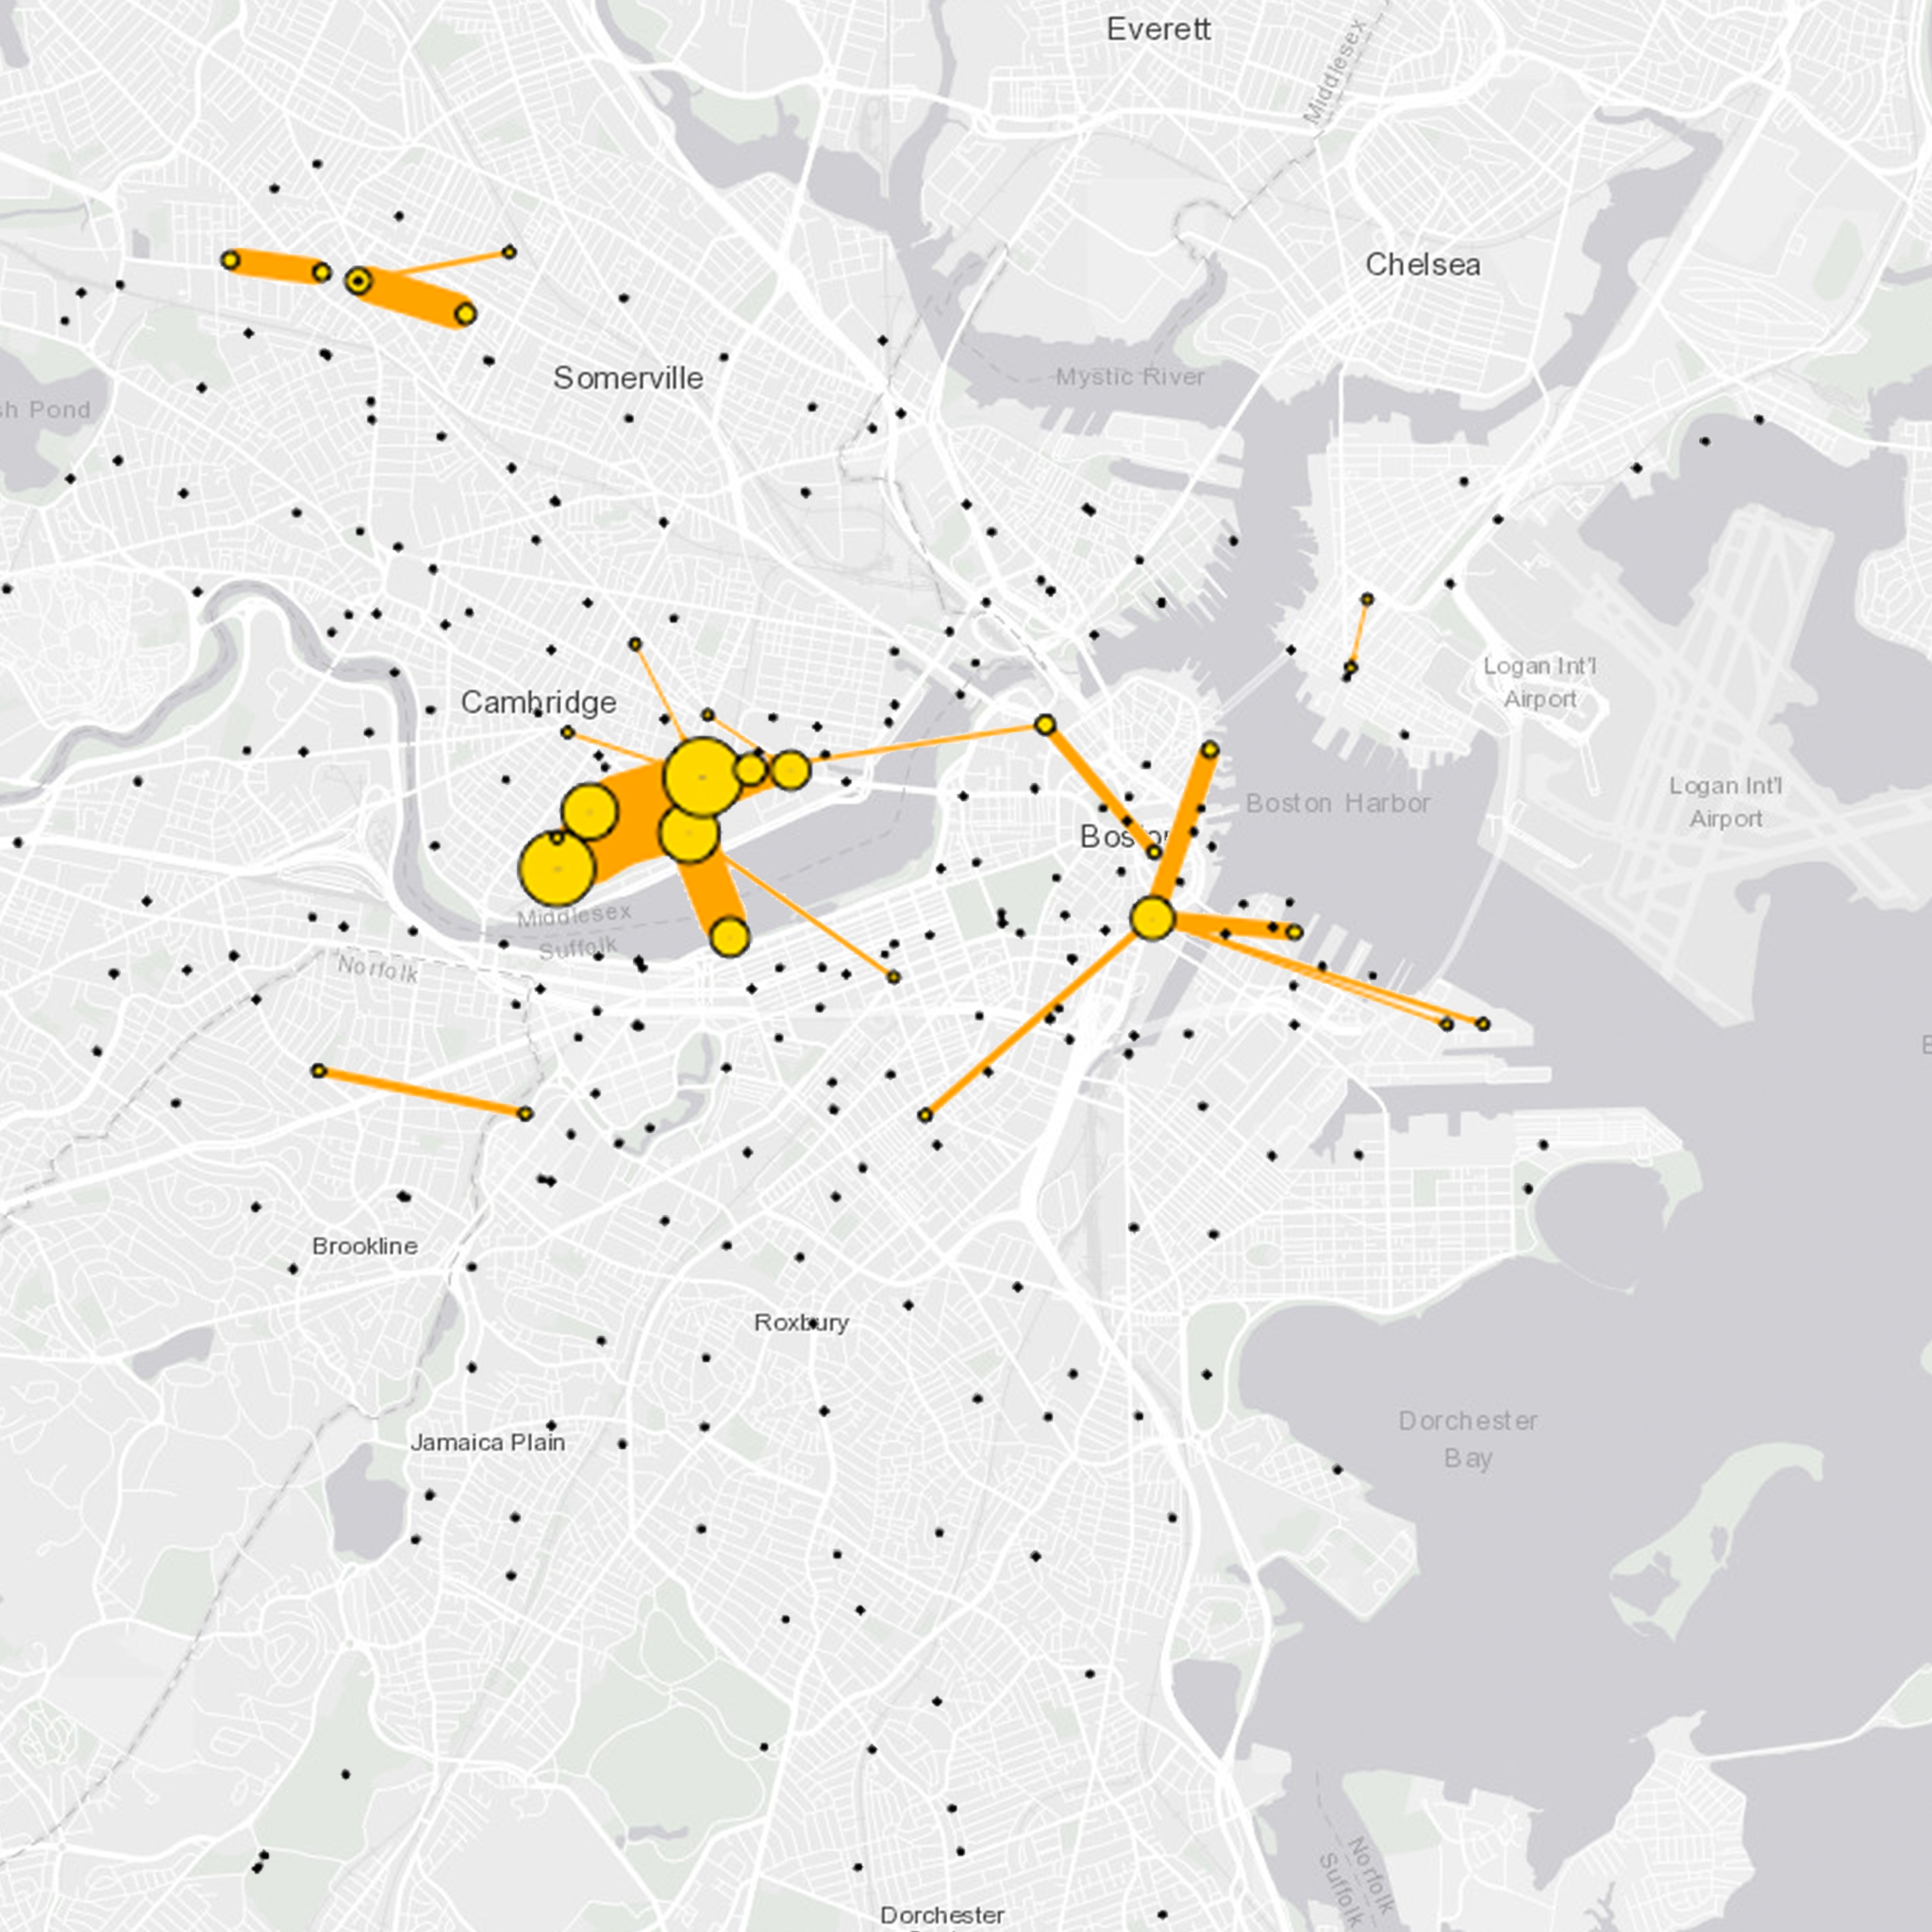 Everett
Middlesex
Chelsea
Somerville
Mystic River
sh Pond
Logan Int'l
Airport
Cambridge
Logan Int'l
Airport
Boston Harbor
Boston
Middlesex
Suffolk
Norfolk
E
Brookline
Roxbury
Dorchester
Bay
Jamaica Plain
Norfolk
Suffolk
Dorchester